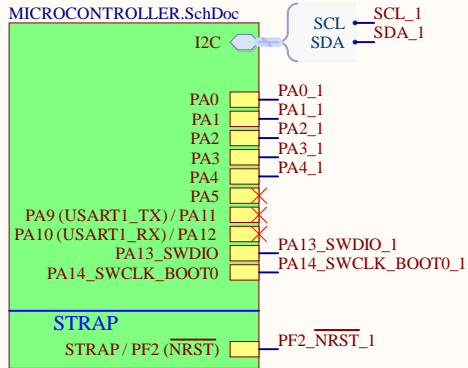 MICROCONTROLLER.SchDoc
I2C SCL SCL_1
SDA SDA_1
PA0 PA0_1
PA1 PA1_1
PA2 PA2_1
PA3 PA3_1
PA4 PA4_1
PA5
PA9 (USART1_TX) / PA11
PA10 (USART1_RX) / PA12
PA13_SWDIO PA13_SWDIO_1
PA14_SWCLK_BOOT0 PA14_SWCLK_BOOT0_1
STRAP
STRAP / PF2 (NRST) PF2_NRST_1